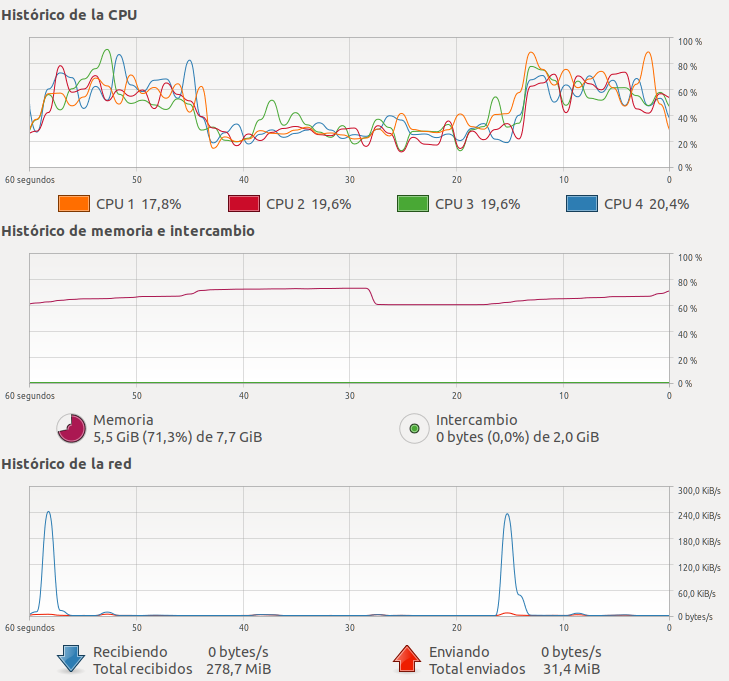 Histórico de la CPU
100 %
80 %
60 %
40 %
20 %
0 %
60 segundos 50 40 30 20 10 0
CPU 1 17,8% CPU 2 19,6% CPU 3 19,6% CPU 4 20,4%
Histórico de memoria e intercambio
100 %
80 %
60 %
40 %
20 %
0 %
60 segundos 50 40 30 20 10 0
Memoria
5,5 GiB (71,3%) de 7,7 GiB
Intercambio
0 bytes (0,0%) de 2,0 GiB
Histórico de la red
300,0 KiB/s
240,0 KiB/s
180,0 KiB/s
120,0 KiB/s
60,0 KiB/s
0 bytes/s
60 segundos 50 40 30 20 10 0
Recibiendo 0 bytes/s
Total recibidos 278,7 MiB
Enviando 0 bytes/s
Total enviados 31,4 MiB